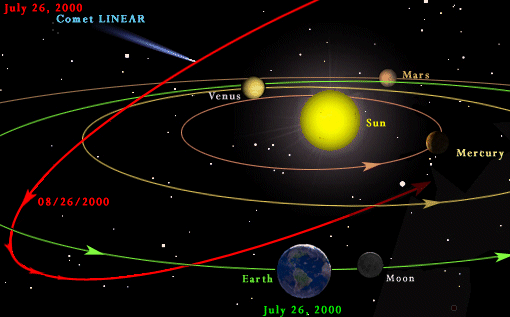 July 26, 2000
Comet LINEAR
Mars
Venus
Sun
Mercury
08/26/2000
Earth
Moon
July 26, 2000